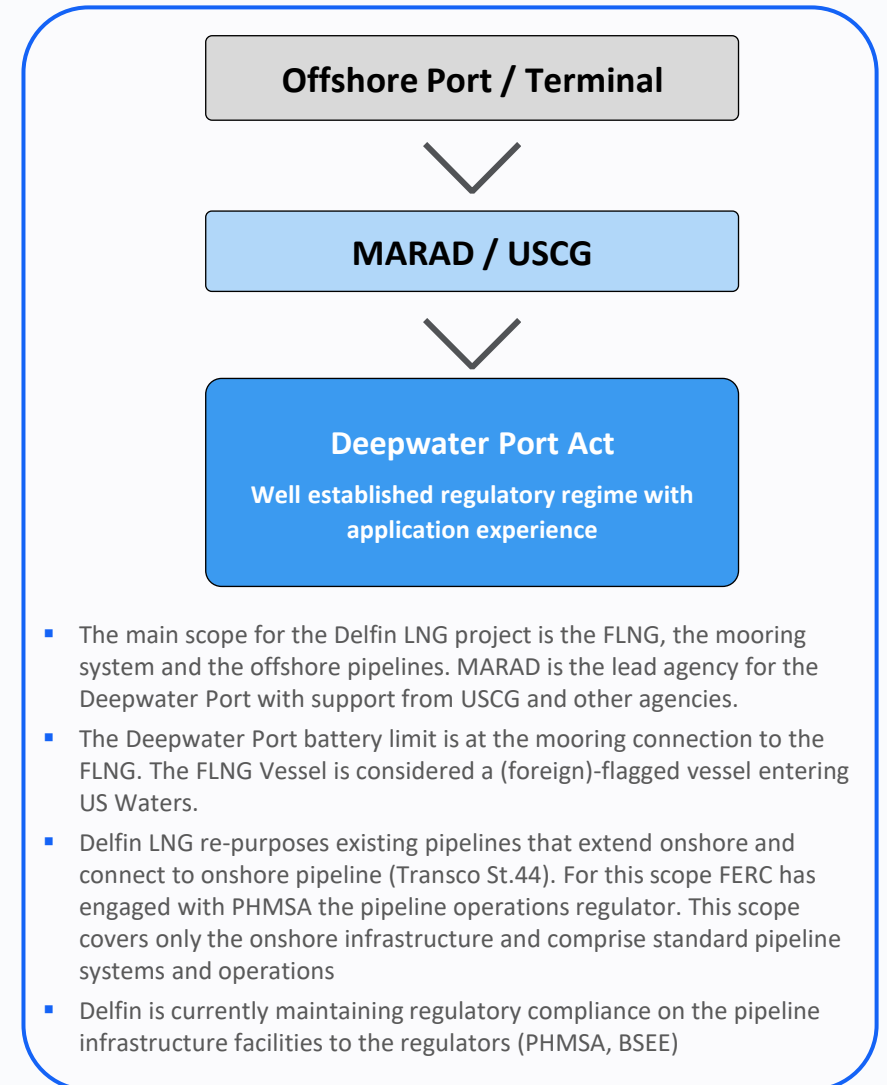 Offshore Port / Terminal
MARAD / USCG
Deepwater Port Act
Well established regulatory regime with
application experience
▪ The main scope for the Delfin LNG project is the FLNG, the mooring
system and the offshore pipelines. MARAD is the lead agency for the
Deepwater Port with support from USCG and other agencies.
▪ The Deepwater Port battery limit is at the mooring connection to the
FLNG. The FLNG Vessel is considered a (foreign)-flagged vessel entering
US Waters.
▪ Delfin LNG re-purposes existing pipelines that extend onshore and
connect to onshore pipeline (Transco St.44). For this scope FERC has
engaged with PHMSA the pipeline operations regulator. This scope
covers only the onshore infrastructure and comprise standard pipeline
systems and operations
▪ Delfin is currently maintaining regulatory compliance on the pipeline
infrastructure facilities to the regulators (PHMSA, BSEE)